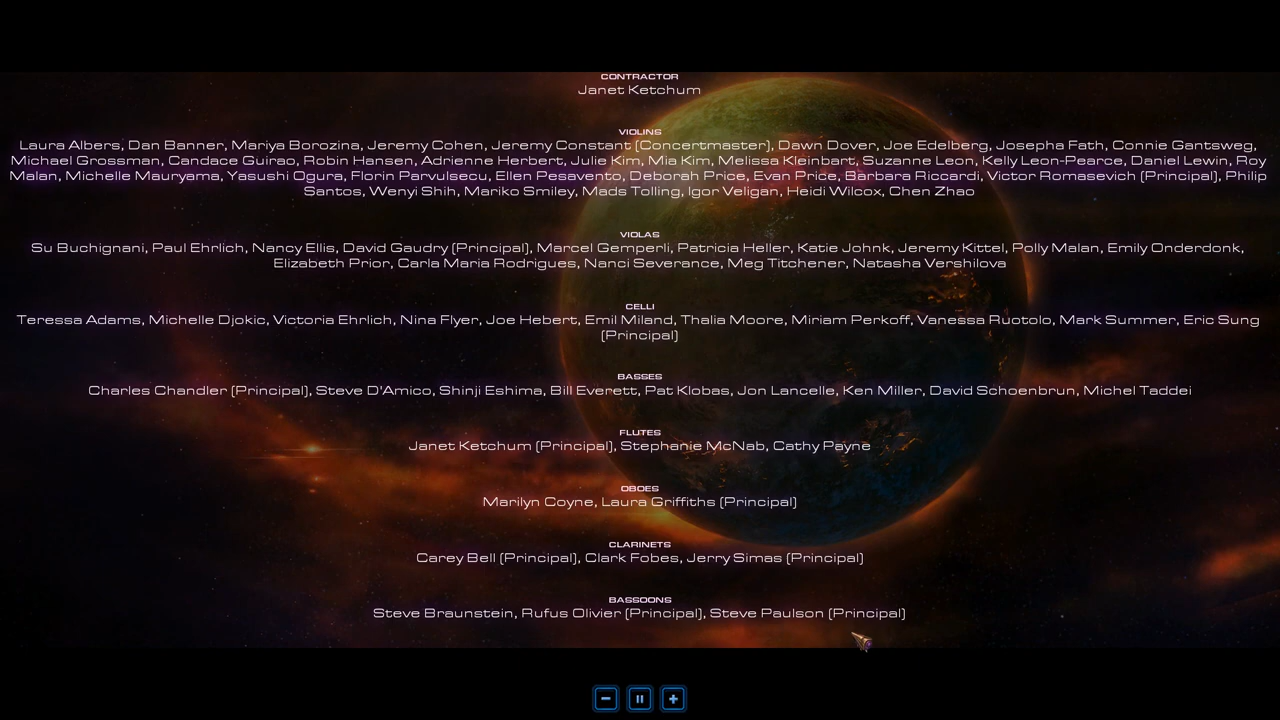 CONTRACTOR
Janet Ketchum
VIOLINS
Laura Albers, Dan Banner, Mariya Borozina, Jeremy Cohen, Jeremy Constant (Concertmaster), Dawn Dover, Joe Edelberg, Josepha Fath, Connie Gantsweg,
Michael Grossman, Candace Guirao, Robin Hansen, Adrienne Herbert, Julie Kim, Mia Kim, Melissa Kleinbart, Suzanne Leon, Kelly Leon-Pearce, Daniel Lewin, Roy
Malan, Michelle Mauryama, Yasushi Ogura, Florin Parvulsecu, Ellen Pesavento, Deborah Price, Evan Price, Barbara Riccardi, Victor Romasevich (Principal), Philip
Santos, Wenyi Shih, Mariko Smiley, Mads Tolling, Igor Veligan, Heidi Wilcox, Chen Zhao
VIOLAS
Su Buchignani, Paul Ehrlich, Nancy Ellis, David Gaudry (Principal), Marcel Gemperli, Patricia Heller, Katie Johnk, Jeremy Kittel, Polly Malan, Emily Onderdonk,
Elizabeth Prior, Carla Maria Rodrigues, Nanci Severance, Meg Titchener, Natasha Vershilova
CELLI
Teressa Adams, Michelle Djokic, Victoria Ehrlich, Nina Flyer, Joe Hebert, Emil Miland, Thalia Moore, Miriam Perkoff, Vanessa Ruotolo, Mark Summer, Eric Sung
(Principal)
BASSES
Charles Chandler (Principal), Steve D'Amico, Shinji Eshima, Bill Everett, Pat Klobas, Jon Lancelle, Ken Miller, David Schoenbrun, Michel Taddei
FLUTES
Janet Ketchum (Principal), Stephanie McNab, Cathy Payne
OBOES
Marilyn Coyne, Laura Griffiths (Principal)
CLARINETS
Carey Bell (Principal), Clark Fobes, Jerry Simas (Principal)
BASSOONS
Steve Braunstein, Rufus Olivier (Principal), Steve Paulson (Principal)